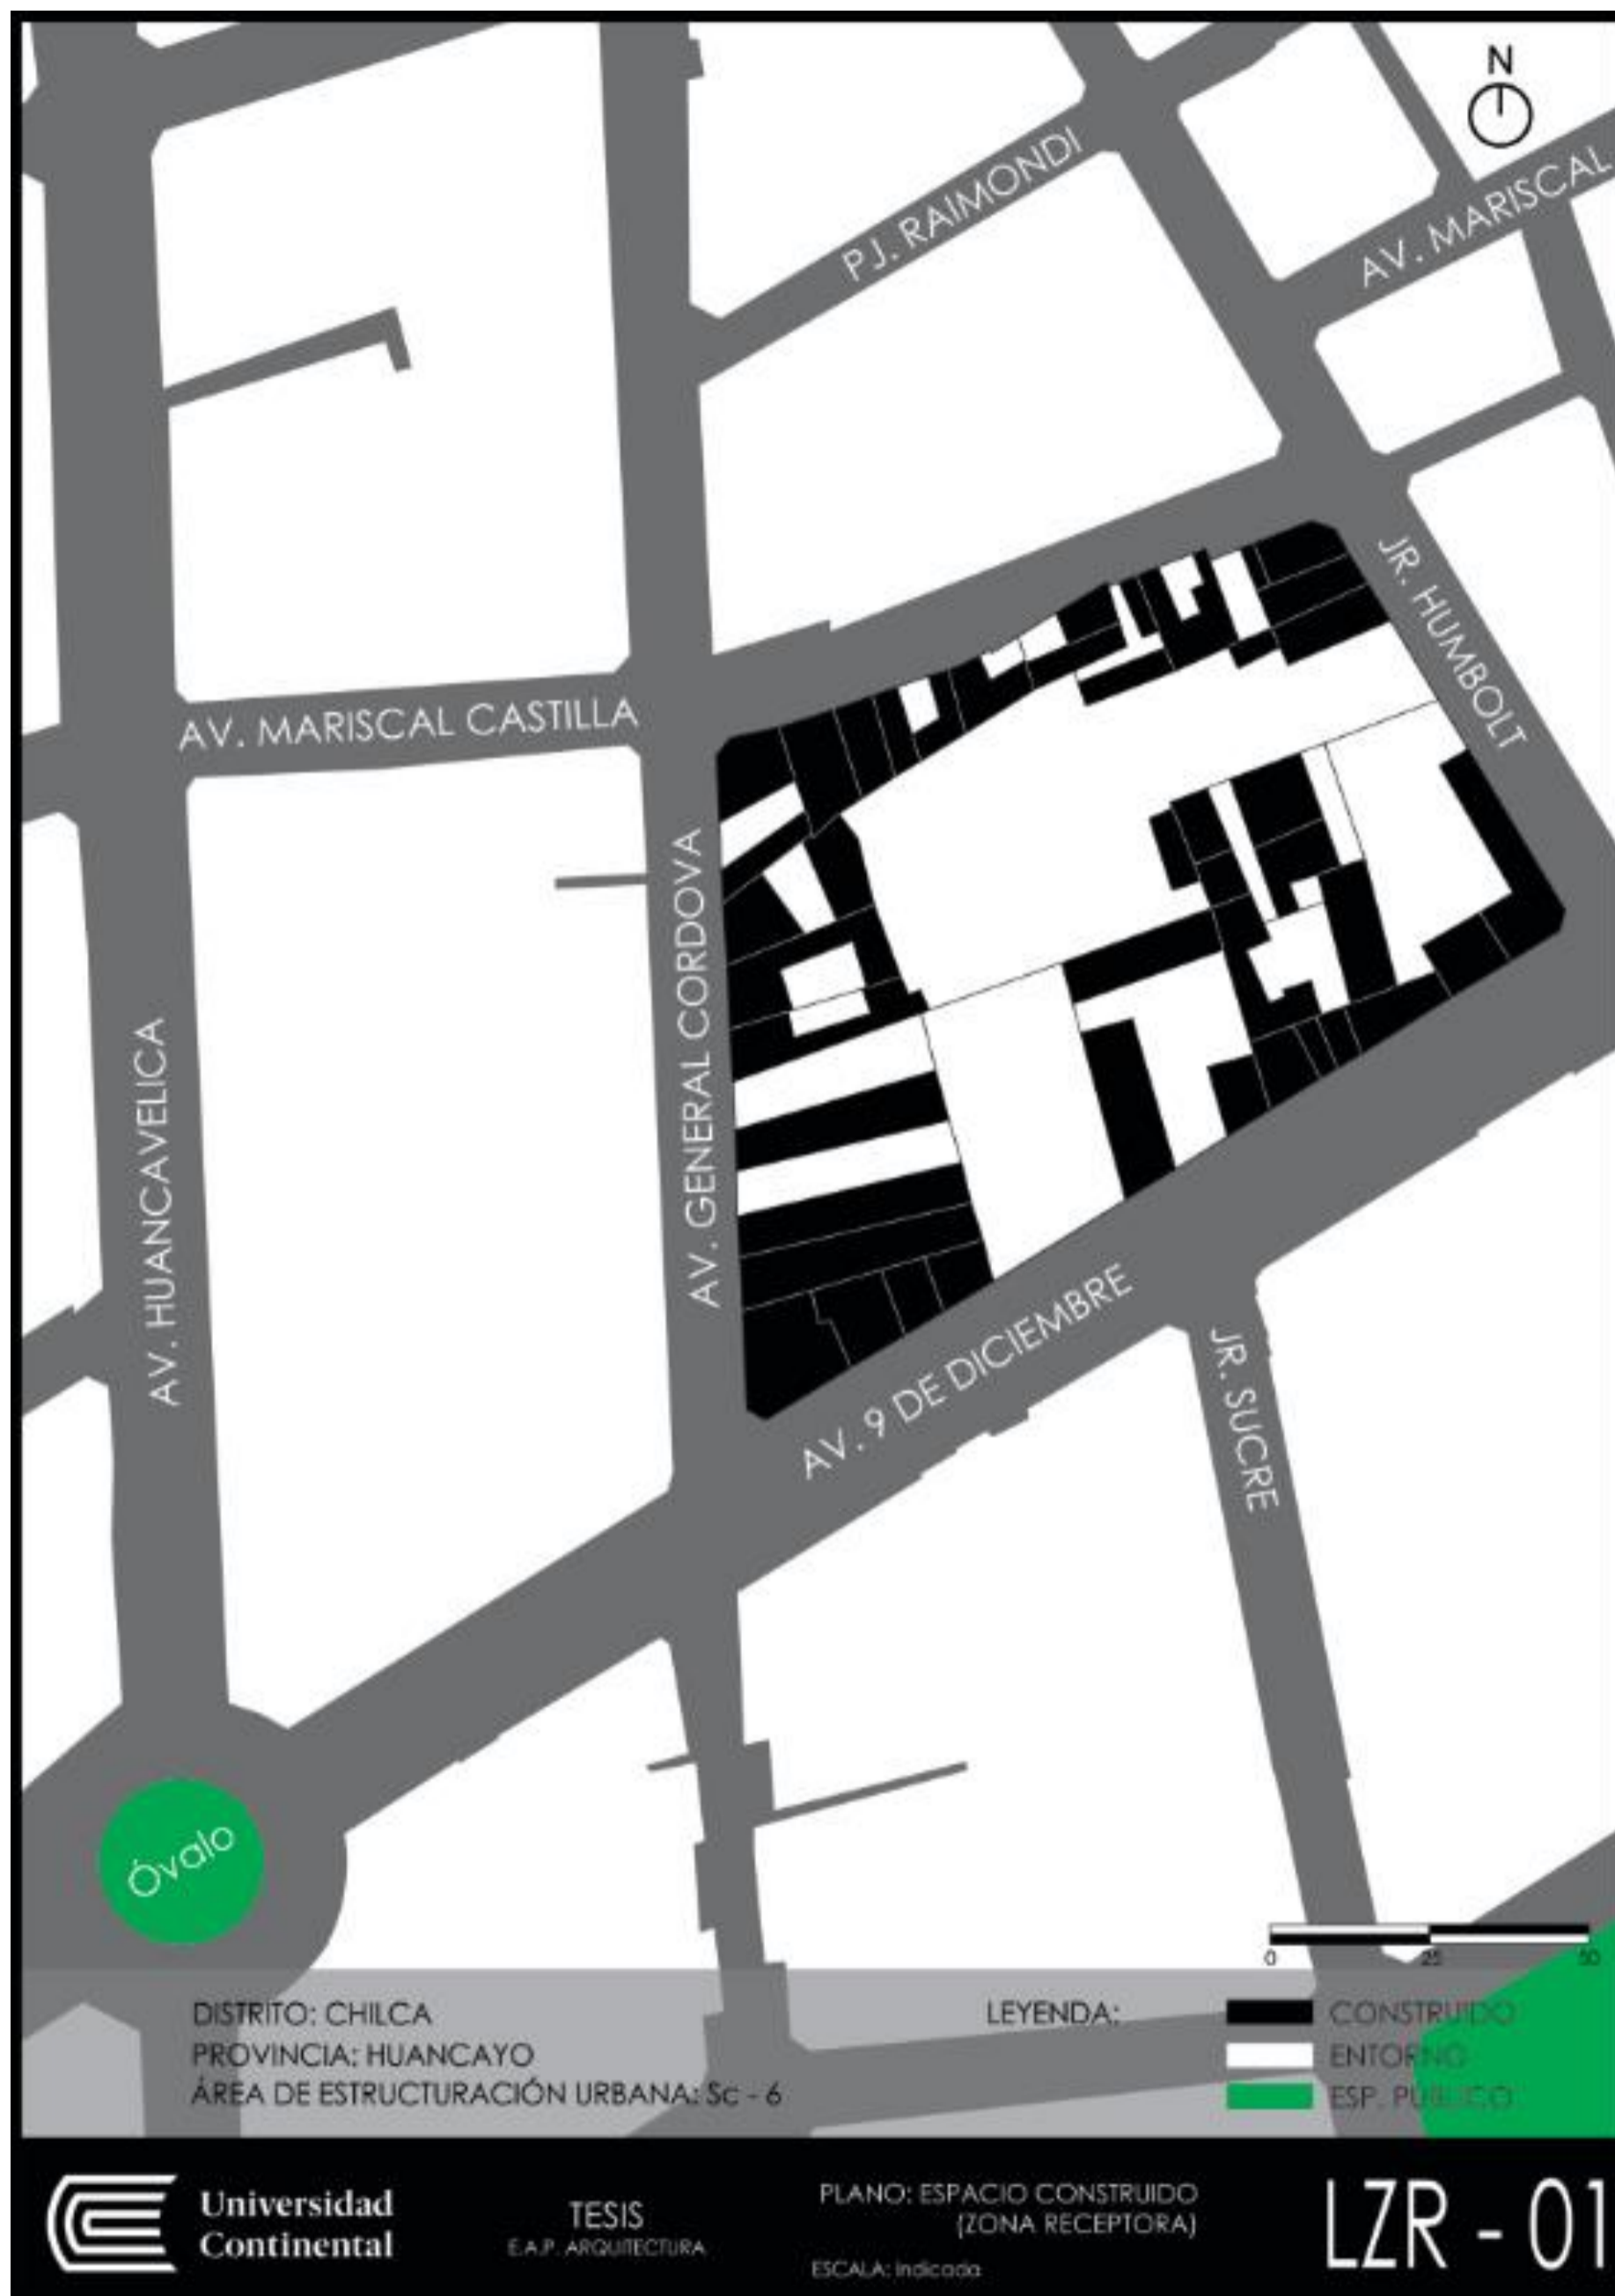 N
PJ. RAIMONDI
AV. MARISCAL
JR. HUMBOLT
AV. MARISCAL CASTILLA
AV. GENERAL CORDOVA
AV. HUANCAVELICA
AV. 9 DE DICIEMBRE
JR. SUCRE
Óvalo
0 25 50
DISTRITO: CHILCA
PROVINCIA: HUANCAYO
ÁREA DE ESTRUCTURACIÓN URBANA: Sc - 6
LEYENDA:
CONSTRUIDO
ENTORNO
ESP. PUBLICO
Universidad
Continental
TESIS
E.A.P. ARQUITECTURA
PLANO: ESPACIO CONSTRUIDO
(ZONA RECEPTORA)
ESCALA: Indicada
LZR - 01